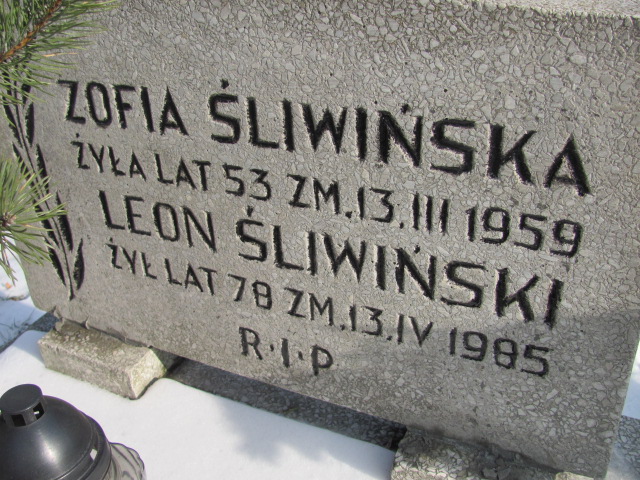 ZOFIA ŚLIWIŃSKA
ŻYŁA LAT 53 ZM. 13. III 1959
LEON ŚLIWIŃSKI
ŻYŁ LAT 78 ZM. 13. IV 1985
R·I·P